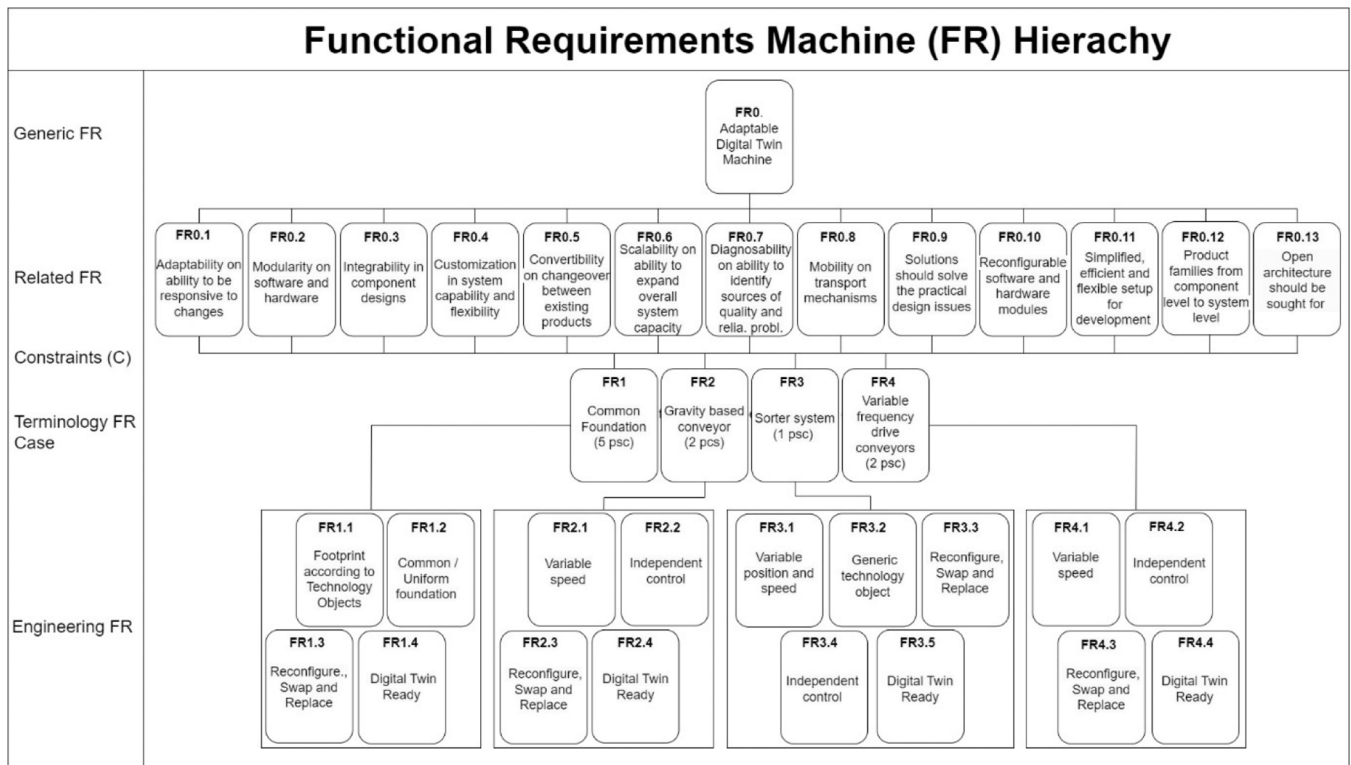 Functional Requirements Machine (FR) Hierachy
Generic FR
FR0.
Adaptable
Digital Twin
Machine
Related FR
FR0.1
Adaptability on
ability to be
responsive to
changes
FR0.2
Modularity on
software and
hardware
FR0.3
Integrability in
component
designs
FR0.4
Customization
in system
capability and
flexibility
FR0.5
Convertibility
on changeover
between
existing
products
FR0.6
Scalability on
ability to
expand
overall
system
capacity
FR0.7
Diagnosability
on ability to
identify
sources of
quality and
relia. probl.
FR0.8
Mobility on
transport
mechanisms
FR0.9
Solutions
should solve
the practical
design issues
FR0.10
Reconfigurable
software and
hardware
modules
FR0.11
Simplified,
efficient and
flexible setup
for
development
FR0.12
Product
families from
component
level to system
level
FR0.13
Open
architecture
should be
sought for
Constraints (C)
Terminology FR
Case
FR1
Common
Foundation
(5 psc)
FR2
Gravity based
conveyor
(2 pcs)
FR3
Sorter system
(1 psc)
FR4
Variable
frequency
drive
conveyors
(2 psc)
Engineering FR
FR1.1
Footprint
according to
Technology
Objects
FR1.2
Common /
Uniform
foundation
FR1.3
Reconfigure.,
Swap and
Replace
FR1.4
Digital Twin
Ready
FR2.1
Variable
speed
FR2.2
Independent
control
FR2.3
Reconfigure,
Swap and
Replace
FR2.4
Digital Twin
Ready
FR3.1
Variable
position and
speed
FR3.2
Generic
technology
object
FR3.3
Reconfigure,
Swap and
Replace
FR3.4
Independent
control
FR3.5
Digital Twin
Ready
FR4.1
Variable
speed
FR4.2
Independent
control
FR4.3
Reconfigure,
Swap and
Replace
FR4.4
Digital Twin
Ready